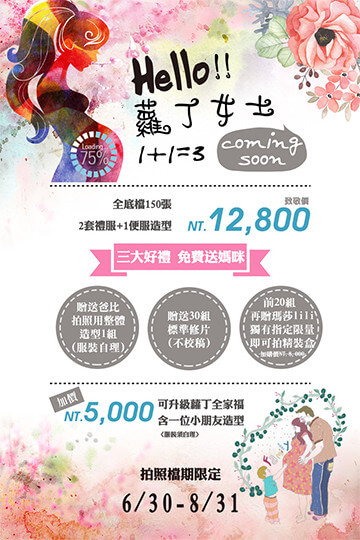 Hello!!
蘿丁女士
1+1=3
coming
soon
Loading...
75%
全底檔150張
2套禮服+1便服造型
致敬價
NT.12,800
三大好禮 免費送媽咪
贈送爸比
拍照用整體
造型1組
(服裝自理)
贈送30組
標準修片
(不校稿)
前20組
再贈瑪莎lili
獨有指定限量
即可拍精裝盒
加價
NT.5,000
可升級蘿丁全家福
含一位小朋友造型
(服裝須自理)
拍照檔期限定
6/30-8/31